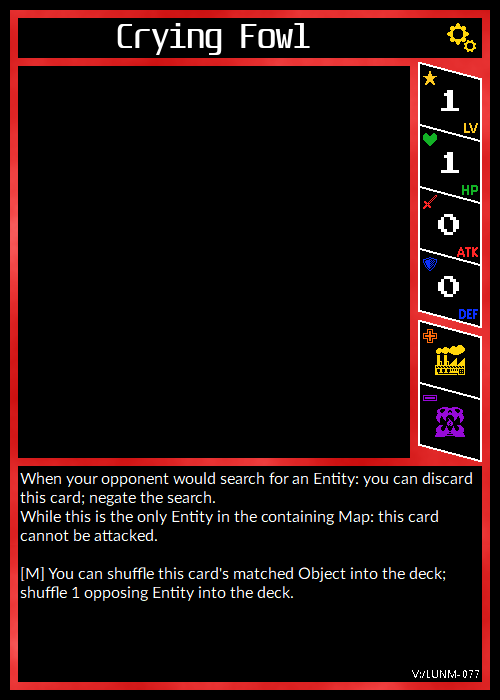 Crying Fowl
1
LV
1
HP
0
ATK
0
DEF
When your opponent would search for an Entity: you can discard
this card; negate the search.
While this is the only Entity in the containing Map: this card
cannot be attacked.
[M] You can shuffle this card's matched Object into the deck;
shuffle 1 opposing Entity into the deck.
V:/LUNM-077